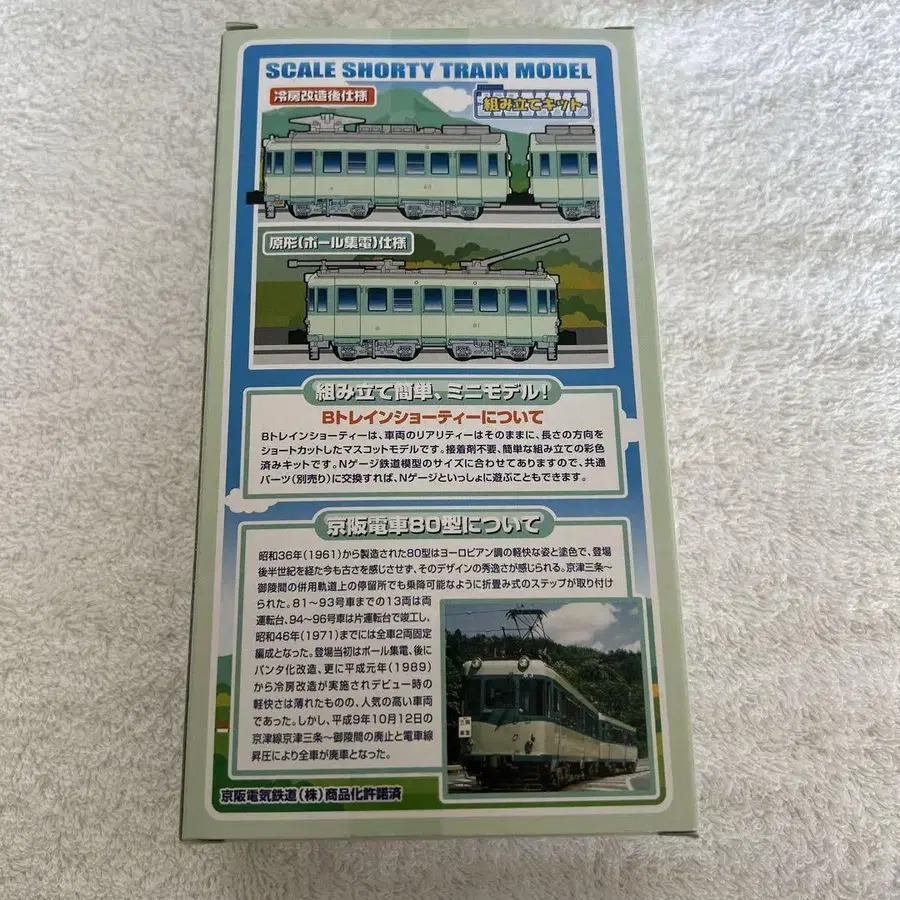 SCALE SHORTY TRAIN MODEL
冷房改造後仕様
組み立てキット
原形(ポール集電)仕様
組み立て簡単、ミニモデル!
Bトレインショーティーについて
Bトレインショーティーは、車両のリアリティーはそのままに、長さの方向を
ショートカットしたマスコットモデルです。接着剤不要、簡単な組み立ての彩色
済みキットです。Nゲージ鉄道模型のサイズに合わせてありますので、共通
パーツ(別売り)に交換すれば、Nゲージといっしょに遊ぶこともできます。
京阪電車80型について
昭和36年(1961)から製造された80型はヨーロピアン調の軽快な姿と塗色で、登場
後半世紀を経た今も古さを感じさせず、そのデザインの秀逸さが感じられる。京津三条〜
御陵間の併用軌道上の停留所でも乗降可能なように折畳み式のステップが取り付け
られた。81〜93号車までの13両は両
運転台、94〜96号車は片運転台で竣工し、
昭和46年(1971)までには全車2両固定
編成となった。登場当初はポール集電、後に
パンタ化改造、更に平成元年(1989)
から冷房改造が実施されデビュー時の
軽快さは薄れたものの、人気の高い車両
であった。しかし、平成9年10月12日の
京津線京津三条〜御陵間の廃止と電車線
昇圧により全車が廃車となった。
京阪電気鉄道(株)商品化許諾済